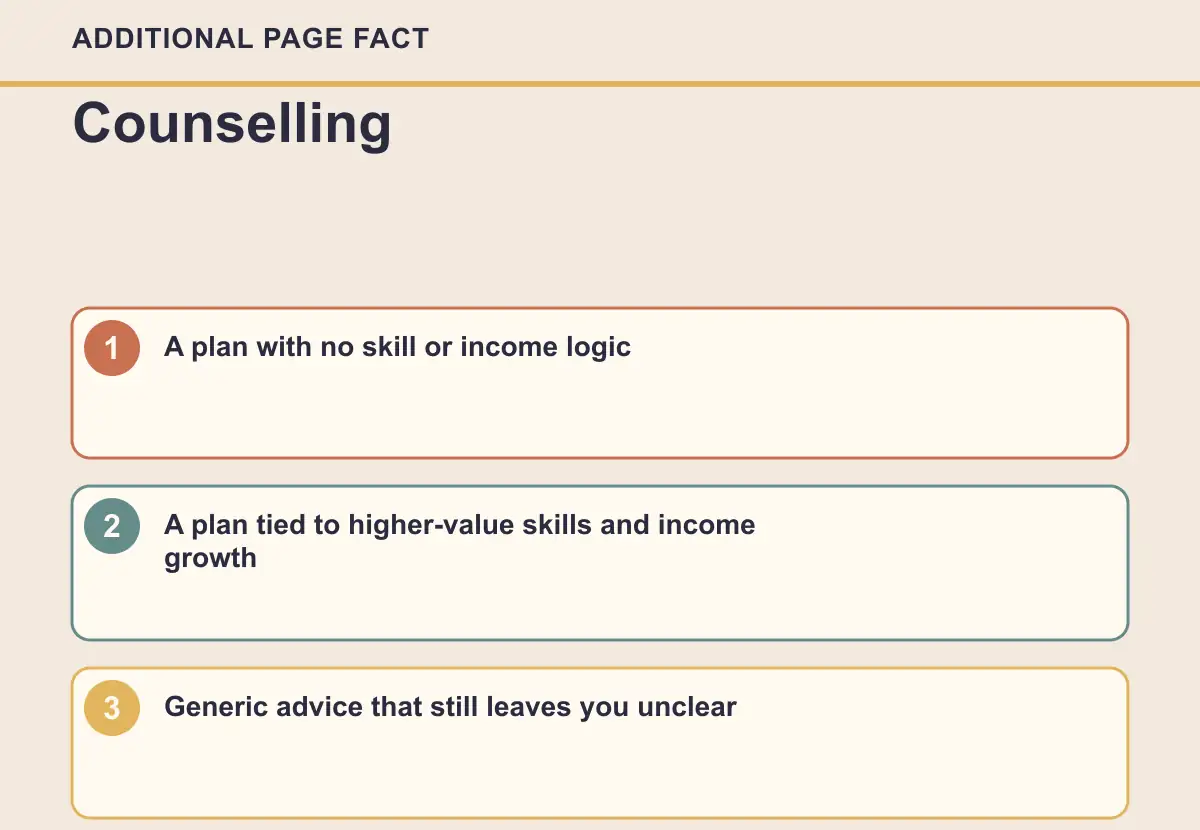 ADDITIONAL PAGE FACT
Counselling
1
A plan with no skill or income logic
2
A plan tied to higher-value skills and income
growth
3
Generic advice that still leaves you unclear